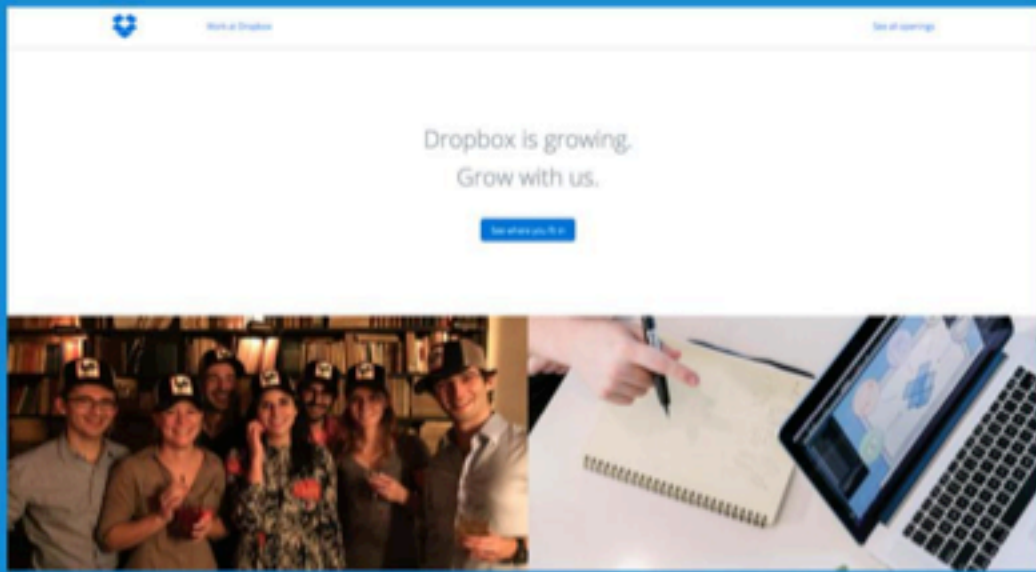 Work at Dropbox
See all openings
Dropbox is growing.
Grow with us.
See where you fit in